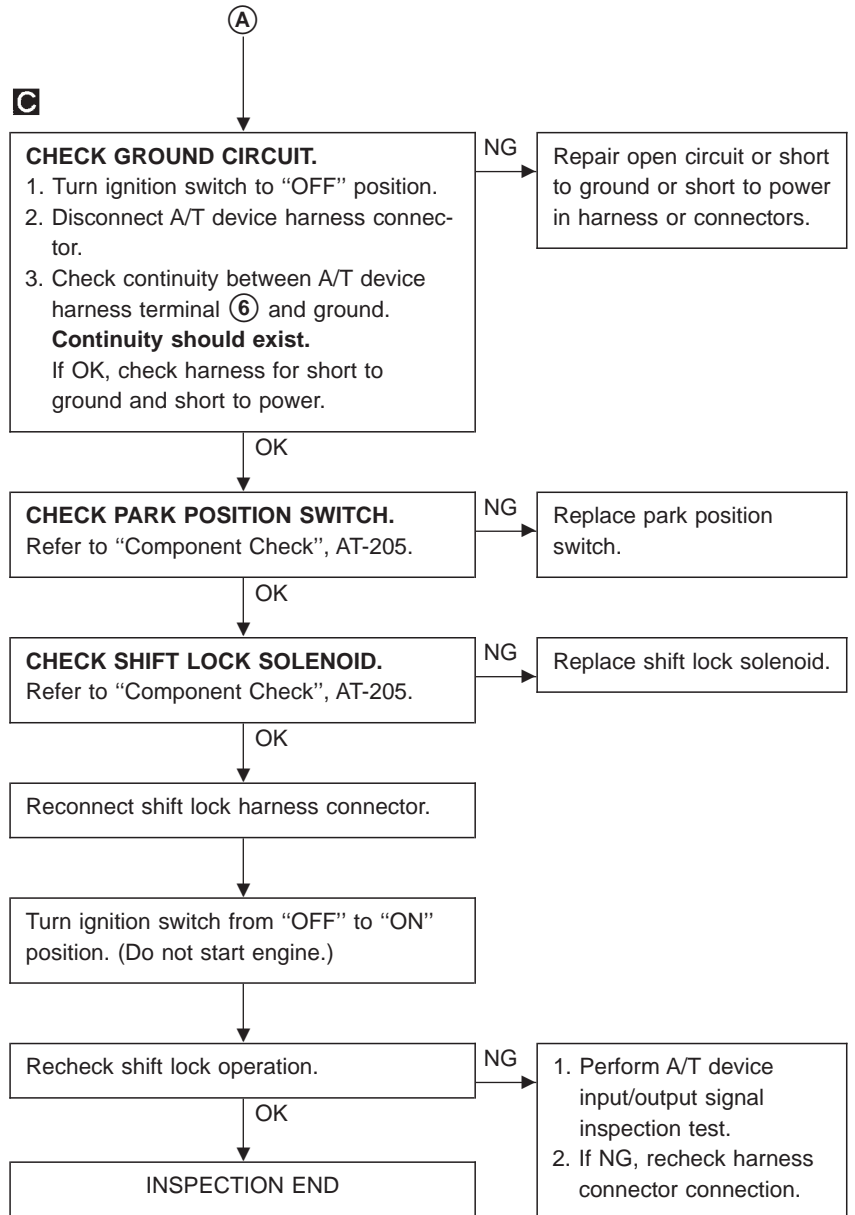 A
C
CHECK GROUND CIRCUIT.
1. Turn ignition switch to “OFF” position.
2. Disconnect A/T device harness connec-
tor.
3. Check continuity between A/T device
harness terminal 6 and ground.
Continuity should exist.
If OK, check harness for short to
ground and short to power.
NG
Repair open circuit or short
to ground or short to power
in harness or connectors.
OK
CHECK PARK POSITION SWITCH.
Refer to “Component Check”, AT-205.
NG
Replace park position
switch.
OK
CHECK SHIFT LOCK SOLENOID.
Refer to “Component Check”, AT-205.
NG
Replace shift lock solenoid.
OK
Reconnect shift lock harness connector.
Turn ignition switch from “OFF” to “ON”
position. (Do not start engine.)
Recheck shift lock operation.
NG
1. Perform A/T device
input/output signal
inspection test.
2. If NG, recheck harness
connector connection.
OK
INSPECTION END